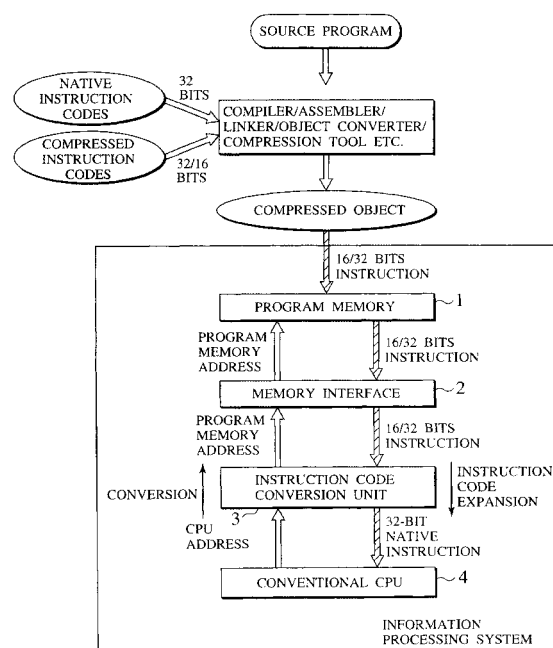 SOURCE PROGRAM
NATIVE
INSTRUCTION
CODES
32
BITS
COMPRESSED
INSTRUCTION
CODES
32/16
BITS
COMPILER/ASSEMBLER/
LINKER/OBJECT CONVERTER/
COMPRESSION TOOL ETC.
COMPRESSED OBJECT
16/32 BITS
INSTRUCTION
PROGRAM MEMORY
1
PROGRAM
MEMORY
ADDRESS
16/32 BITS
INSTRUCTION
MEMORY INTERFACE
2
PROGRAM
MEMORY
ADDRESS
16/32 BITS
INSTRUCTION
CONVERSION
INSTRUCTION CODE
CONVERSION UNIT
3
INSTRUCTION
CODE
EXPANSION
CPU
ADDRESS
32-BIT
NATIVE
INSTRUCTION
CONVENTIONAL CPU
4
INFORMATION
PROCESSING SYSTEM